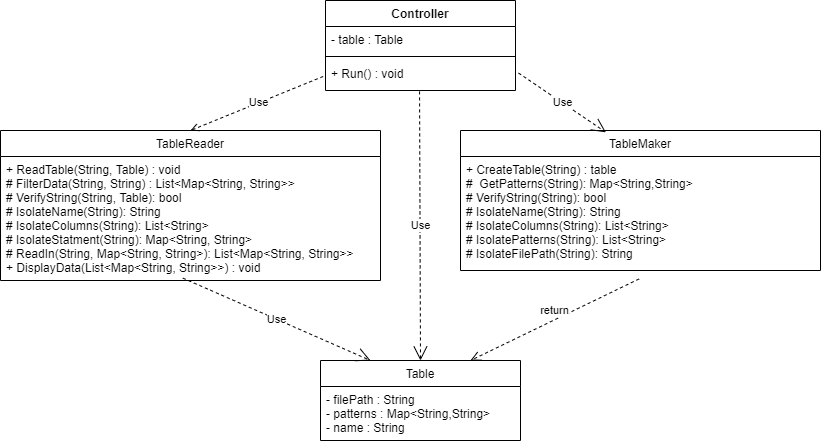 Controller
- table : Table
+ Run() : void
Use
Use
Use
TableReader
+ ReadTable(String, Table) : void
# FilterData(String, String) : List<Map<String, String>>
# VerifyString(String, Table): bool
# IsolateName(String): String
# IsolateColumns(String): List<String>
# IsolateStatment(String): Map<String, String>
# ReadIn(String, Map<String, String>): List<Map<String, String>>
+ DisplayData(List<Map<String, String>>) : void
TableMaker
+ CreateTable(String) : table
#  GetPatterns(String): Map<String,String>
# VerifyString(String): bool
# IsolateName(String): String
# IsolateColumns(String): List<String>
# IsolatePatterns(String): List<String>
# IsolateFilePath(String): String
Use
return
Table
- filePath : String
- patterns : Map<String,String>
- name : String